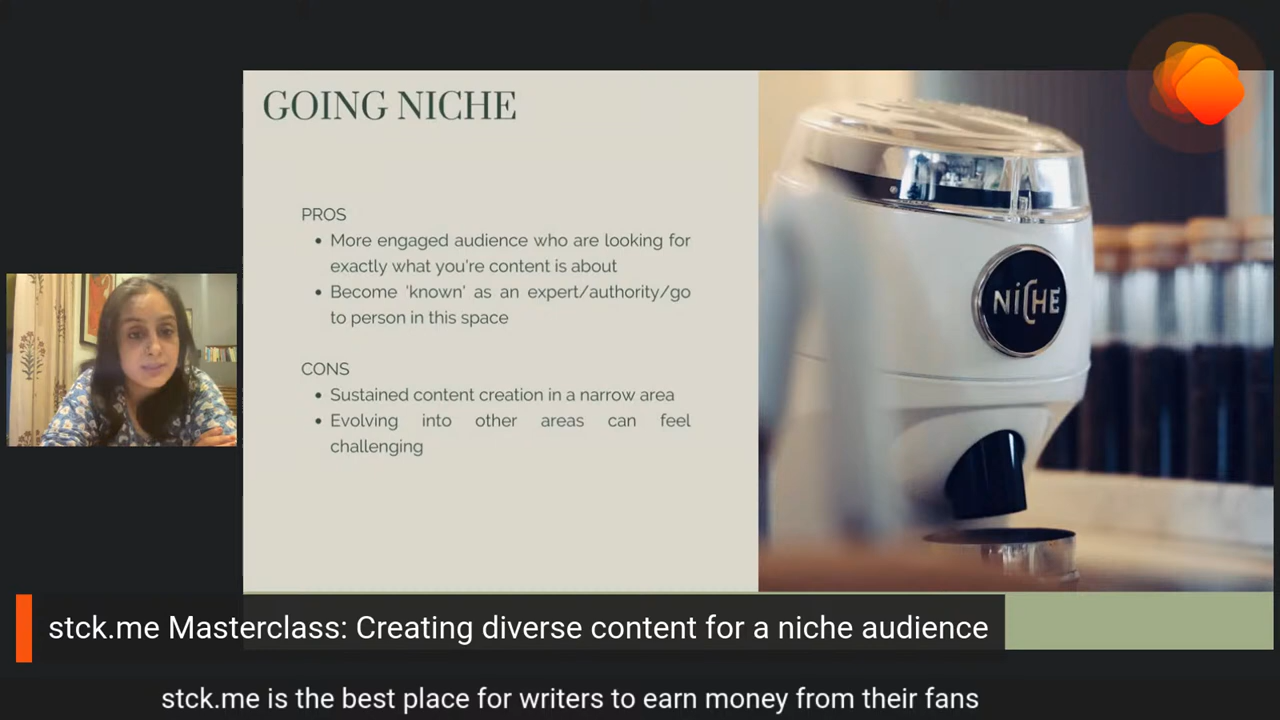 GOING NICHE
PROS
More engaged audience who are looking for
exactly what you're content is about
Become 'known' as an expert/authority/go
to person in this space
CONS
Sustained content creation in a narrow area
Evolving into other areas can feel
challenging
NiCHE
stck.me Masterclass: Creating diverse content for a niche audience
stck.me is the best place for writers to earn money from their fans